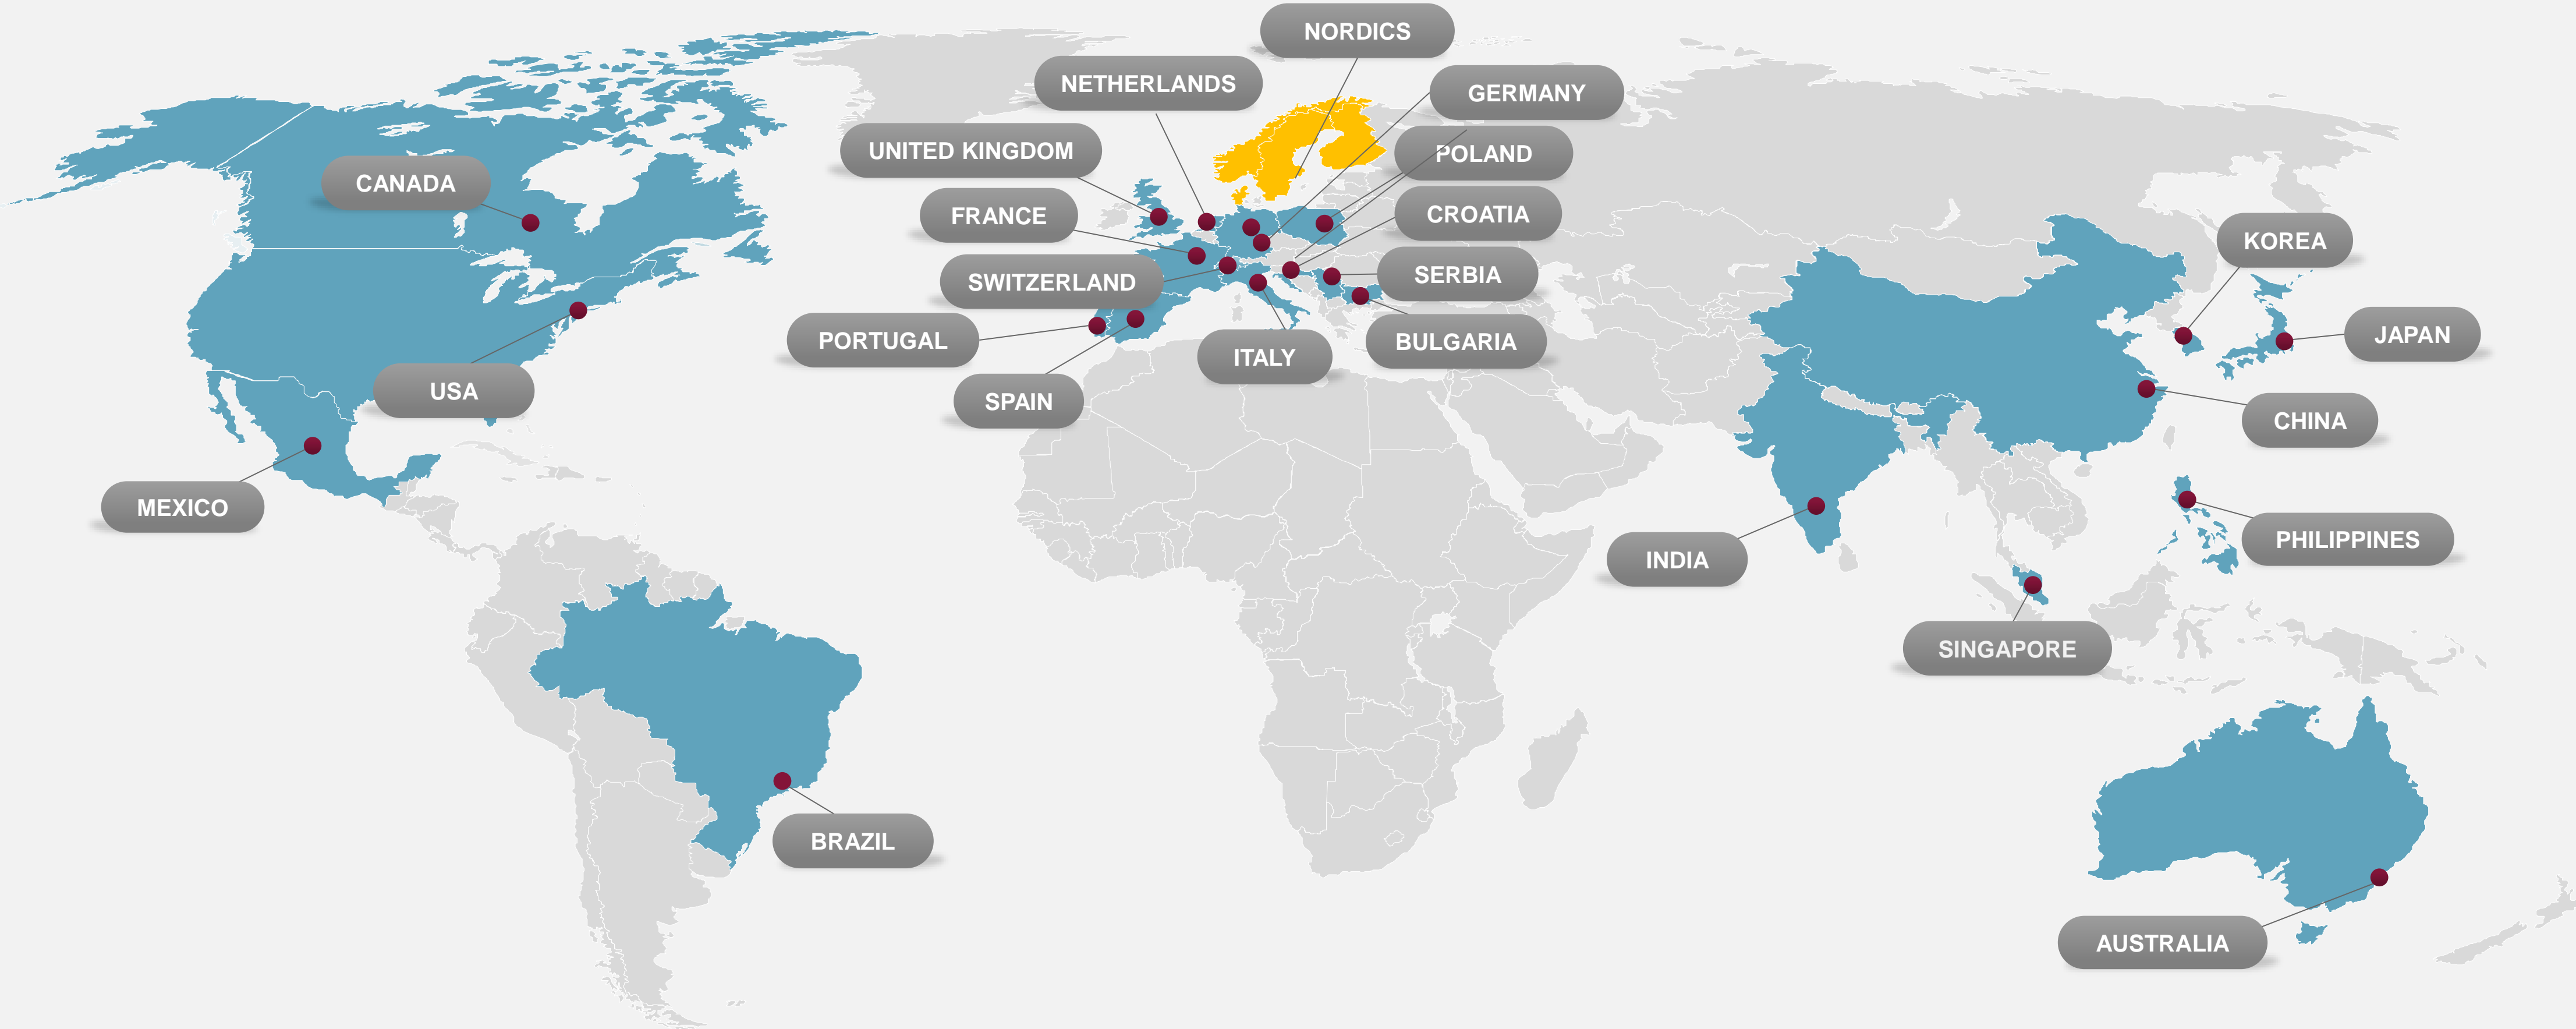 NORDICS
NETHERLANDS
GERMANY
UNITED KINGDOM
POLAND
CANADA
FRANCE
CROATIA
KOREA
SWITZERLAND
SERBIA
PORTUGAL
BULGARIA
JAPAN
ITALY
USA
SPAIN
CHINA
MEXICO
PHILIPPINES
INDIA
SINGAPORE
BRAZIL
AUSTRALIA